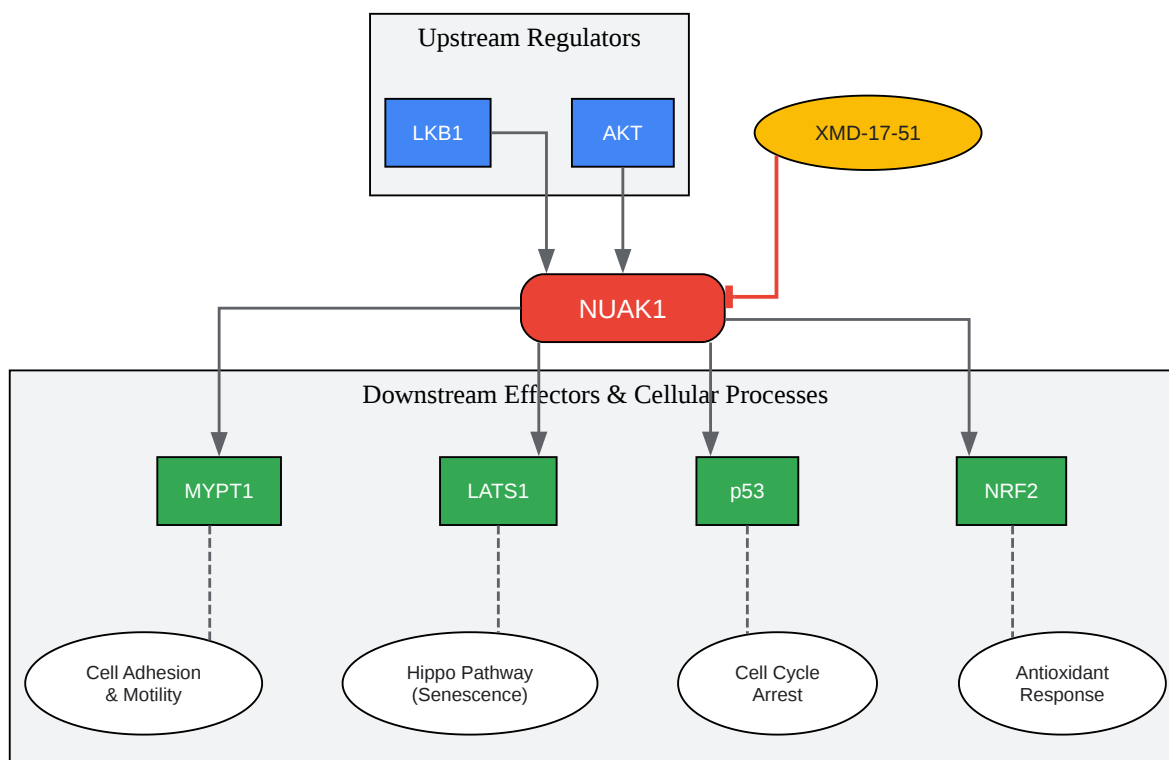 Upstream Regulators
LKB1
AKT
XMD-17-51
NUAK1
Downstream Effectors & Cellular Processes
MYPT1
LATS1
p53
NRF2
Cell Adhesion
& Motility
Hippo Pathway
(Senescence)
Cell Cycle
Arrest
Antioxidant
Response